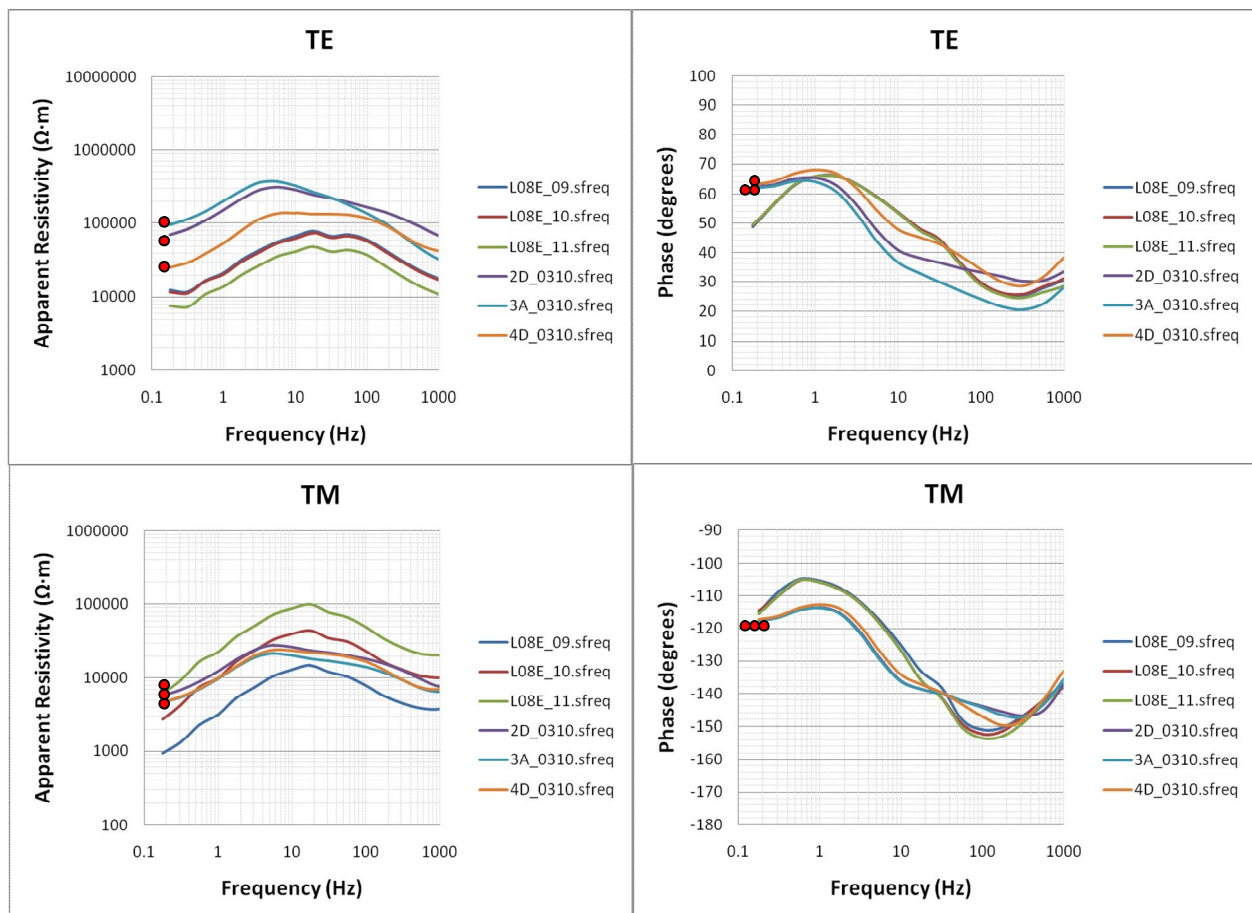 TE
Apparent Resistivity (Ω·m)
10000000
1000000
100000
10000
1000
0.1 1 10 100 1000
Frequency (Hz)
L08E_09.sfreq
L08E_10.sfreq
L08E_11.sfreq
2D_0310.sfreq
3A_0310.sfreq
4D_0310.sfreq
TE
Phase (degrees)
100
90
80
70
60
50
40
30
20
10
0
0.1 1 10 100 1000
Frequency (Hz)
L08E_09.sfreq
L08E_10.sfreq
L08E_11.sfreq
2D_0310.sfreq
3A_0310.sfreq
4D_0310.sfreq
TM
Apparent Resistivity (Ω·m)
1000000
100000
10000
1000
100
0.1 1 10 100 1000
Frequency (Hz)
L08E_09.sfreq
L08E_10.sfreq
L08E_11.sfreq
2D_0310.sfreq
3A_0310.sfreq
4D_0310.sfreq
TM
Phase (degrees)
-90
-100
-110
-120
-130
-140
-150
-160
-170
-180
0.1 1 10 100 1000
Frequency (Hz)
L08E_09.sfreq
L08E_10.sfreq
L08E_11.sfreq
2D_0310.sfreq
3A_0310.sfreq
4D_0310.sfreq